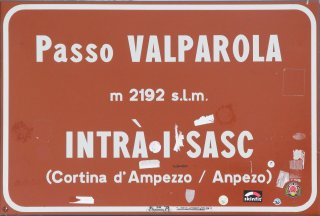 Passo VALPAROLA
m 2192 s.l.m.
INTRÀ•I•SASC
(Cortina d'Ampezzo / Anpezo)